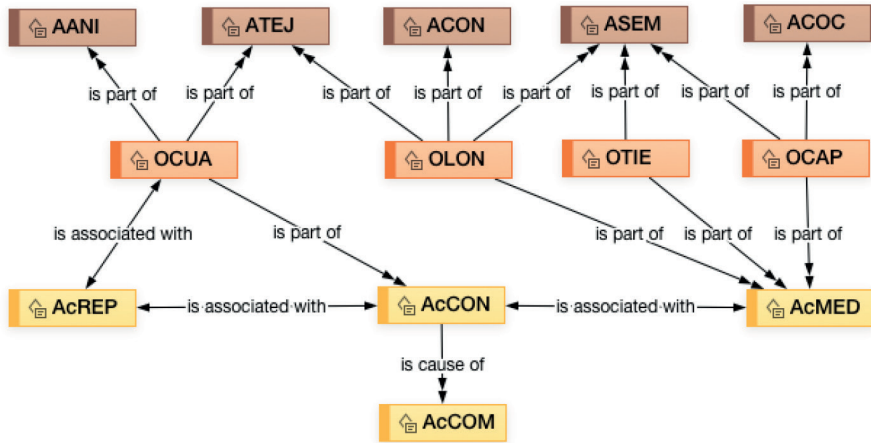 AANI
ATEJ
ACON
ASEM
ACOC
is part of
is part of
is part of
is part of
is part of
is part of
is part of
is part of
OCUA
OLON
OTIE
OCAP
is associated with
is part of
is part of
is part of
is part of
AcREP
is associated with
AcCON
is associated with
AcMED
is cause of
AcCOM